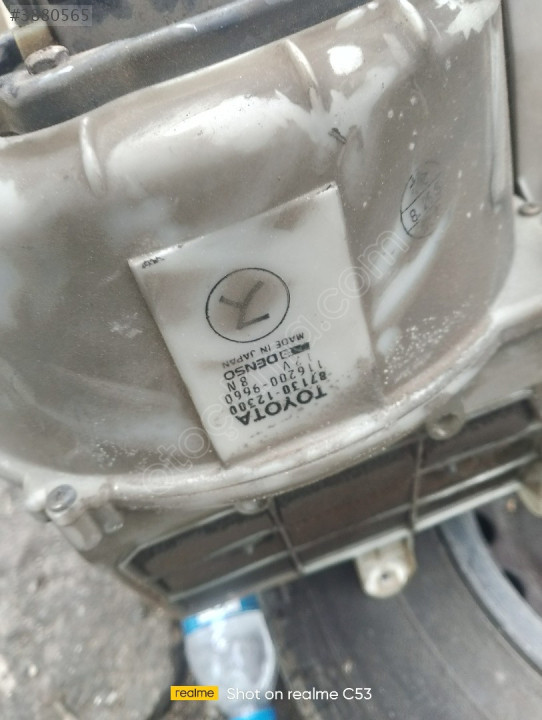 #3880565
TOYOTA
87130-12300
116200-9660
12V 8N
DENSO
MADE IN JAPAN
realme Shot on realme C53